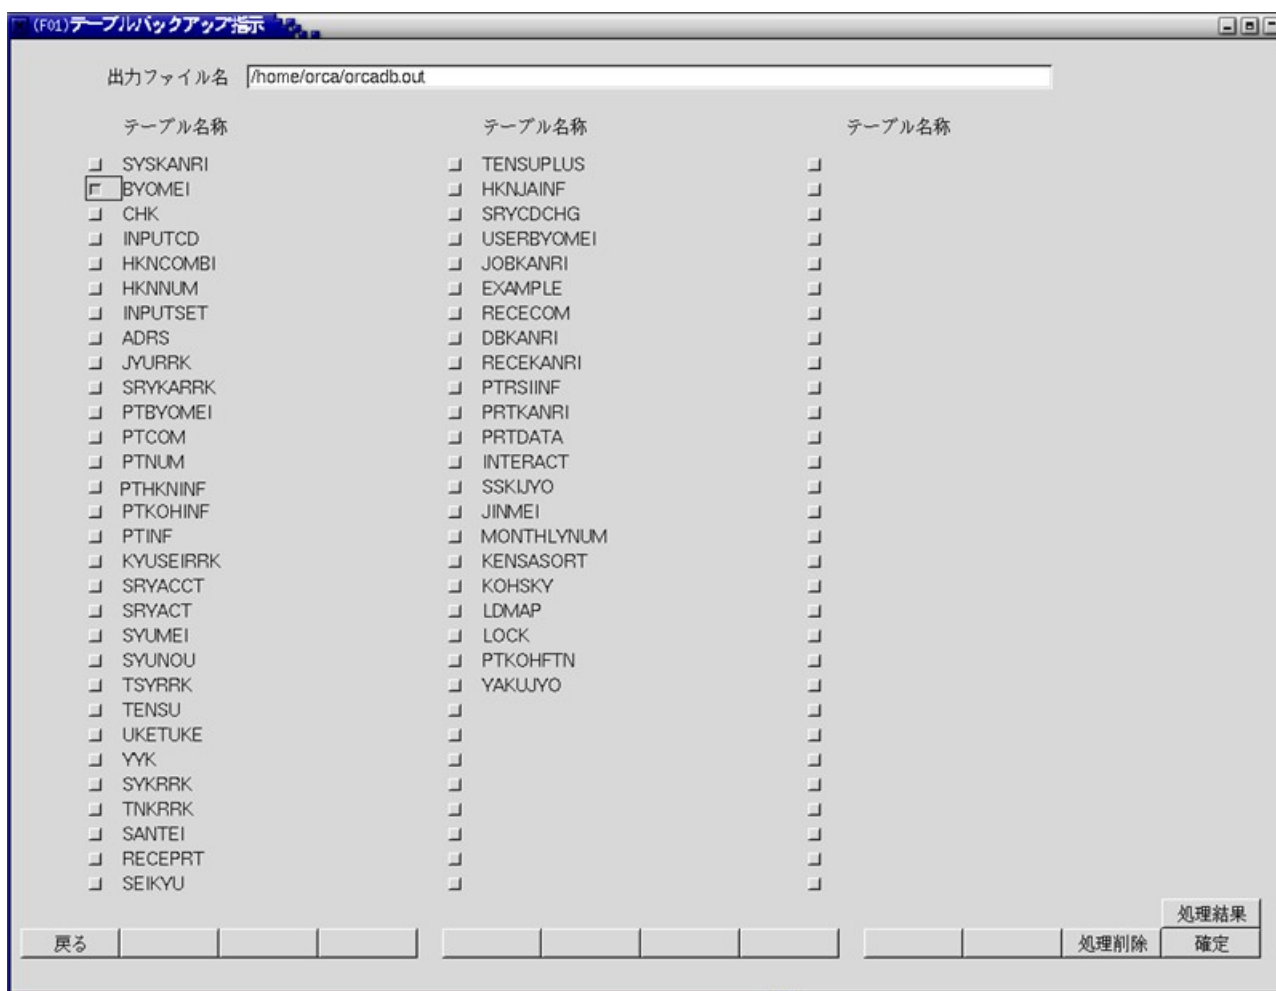 (F01)テーブルバックアップ指示
出力ファイル名 /home/orca/orcadb.out
テーブル名称 テーブル名称 テーブル名称
SYSKANRI TENSUPLUS
BYOMEI HKNJAINF
CHK SRYCDCHG
INPUTCD USERBYOMEI
HKNCOMBI JOBKANRI
HKNNUM EXAMPLE
INPUTSET RECECOM
ADRS DBKANRI
JYURRK RECEKANRI
SRYKARRK PTRSIINF
PTBYOMEI PRTKANRI
PTCOM PRTDATA
PTNUM INTERACT
PTHKNINF SSKIJYO
PTKOHINF JINMEI
PTINF MONTHLYNUM
KYUSEIRRK KENSASORT
SRYACCT KOHSKY
SRYACT LDMAP
SYUMEI LOCK
SYUNOU PTKOHFTN
TSYRRK YAKUJYO
TENSU
UKETUKE
YYK
SYKRRK
TNKRRK
SANTEI
RECEPRT
SEIKYU
処理結果
戻る 処理削除 確定